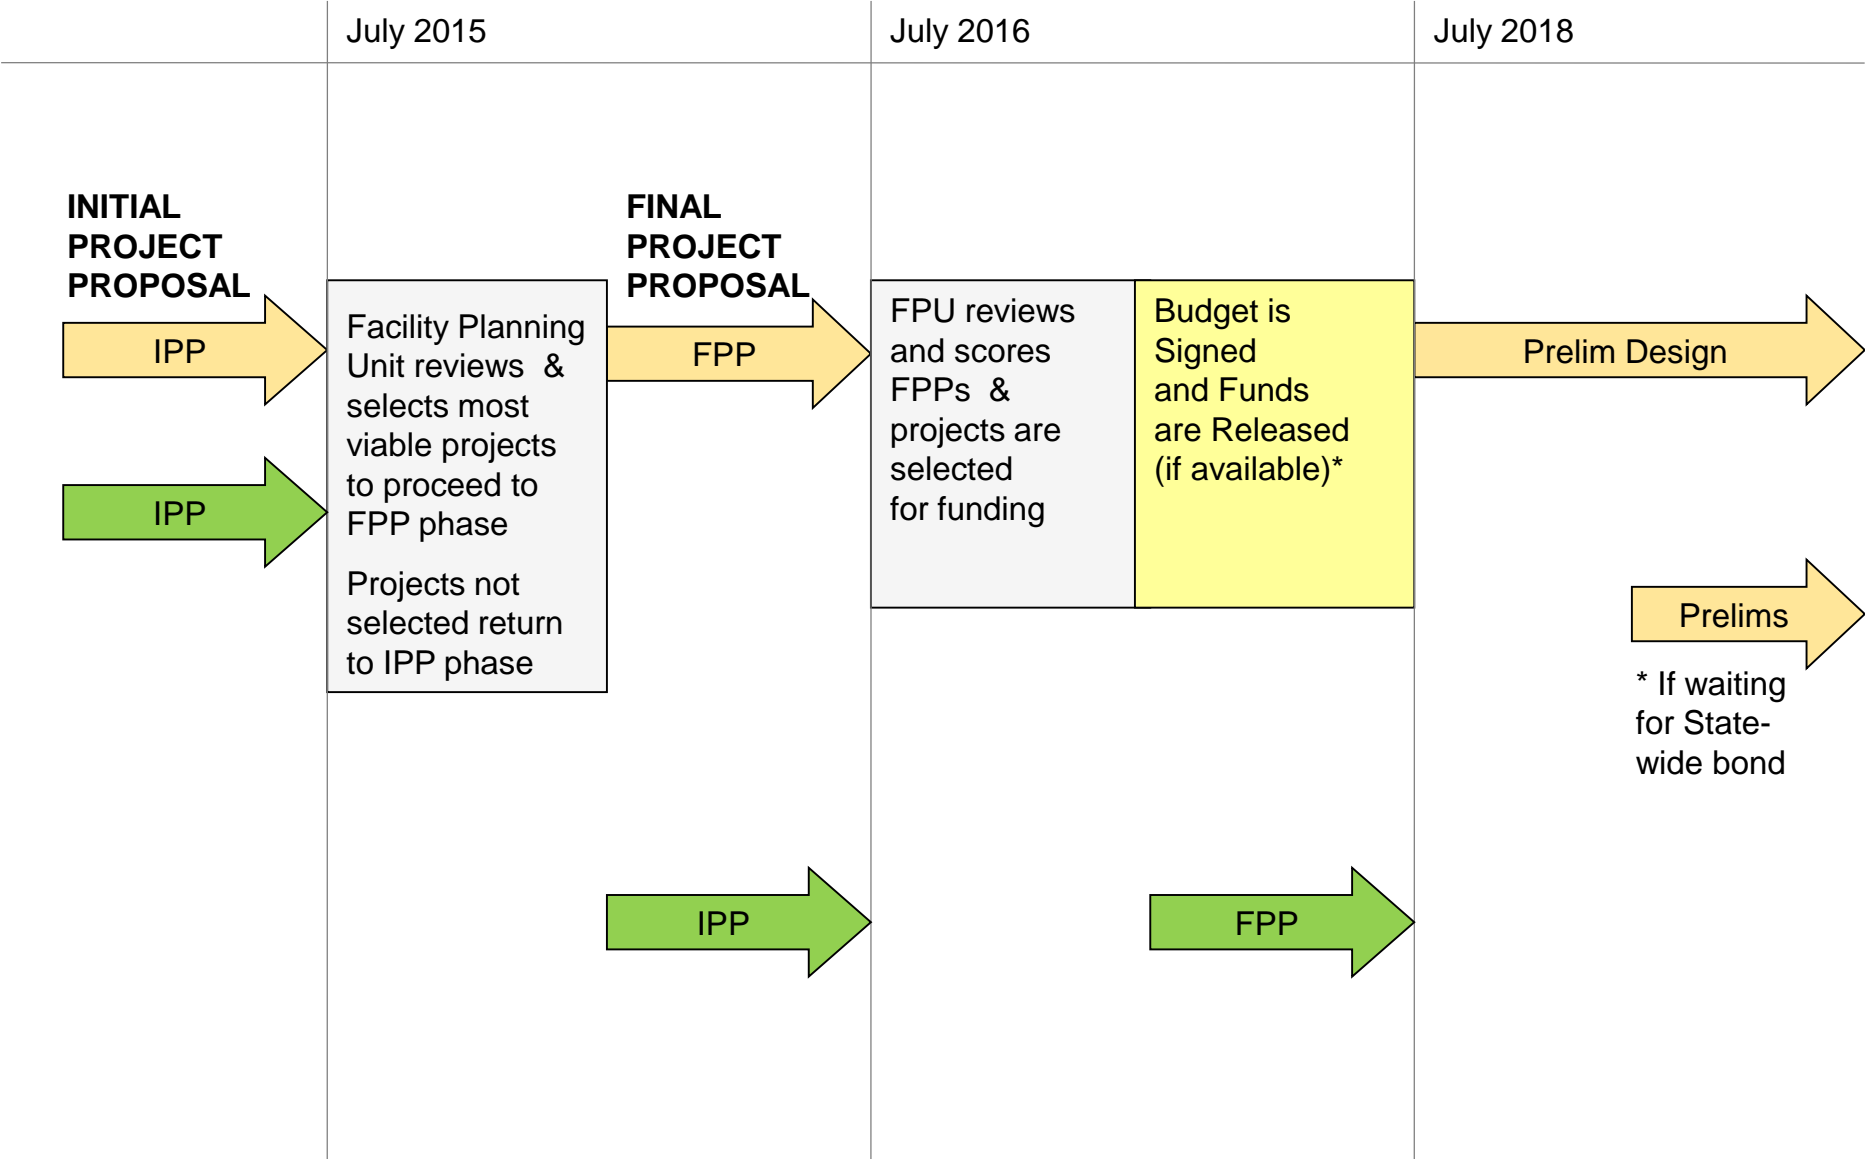 July 2015
July 2016
July 2018
INITIAL
PROJECT
PROPOSAL
IPP
IPP
Facility Planning
Unit reviews &
selects most
viable projects
to proceed to
FPP phase
Projects not
selected return
to IPP phase
FINAL
PROJECT
PROPOSAL
FPP
FPU reviews
and scores
FPPs &
projects are
selected
for funding
Budget is
Signed
and Funds
are Released
(if available)*
Prelim Design
Prelims
* If waiting
for State-
wide bond
IPP
FPP